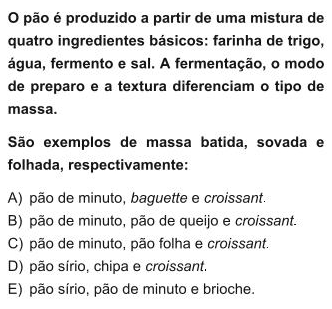 O pão é produzido a partir de uma mistura de
quatro ingredientes básicos: farinha de trigo,
água, fermento e sal. A fermentação, o modo
de preparo e a textura diferenciam o tipo de
massa.
São exemplos de massa batida, sovada e
folhada, respectivamente:
A) pão de minuto, baguette e croissant.
B) pão de minuto, pão de queijo e croissant.
C) pão de minuto, pão folha e croissant.
D) pão sírio, chipa e croissant.
E) pão sírio, pão de minuto e brioche.